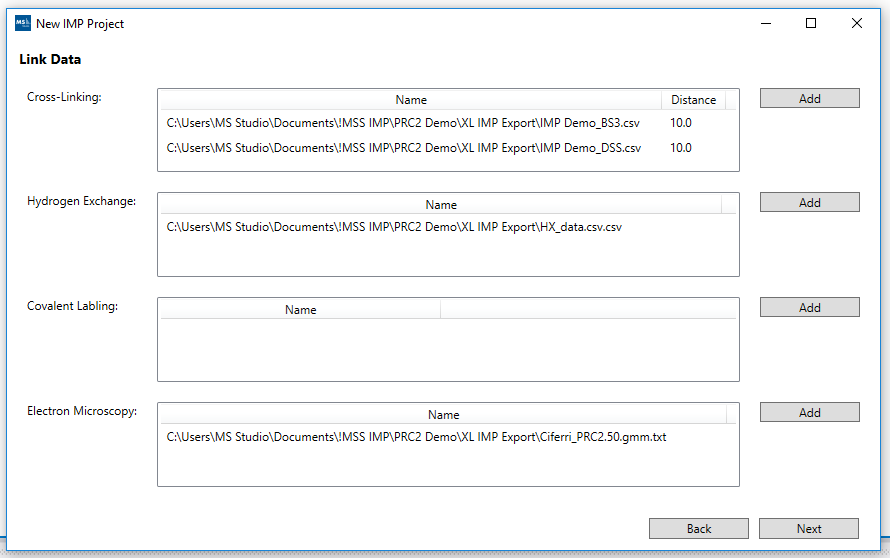 MS
New IMP Project
Link Data
Cross-Linking:
Name Distance
Add
C:\Users\MS Studio\Documents\!MSS IMP\PRC2 Demo\XL IMP Export\IMP Demo_BS3.csv 10.0
C:\Users\MS Studio\Documents\!MSS IMP\PRC2 Demo\XL IMP Export\IMP Demo_DSS.csv 10.0
Hydrogen Exchange:
Name
Add
C:\Users\MS Studio\Documents\!MSS IMP\PRC2 Demo\XL IMP Export\HX_data.csv.csv
Covalent Labling:
Name
Add
Electron Microscopy:
Name
Add
C:\Users\MS Studio\Documents\!MSS IMP\PRC2 Demo\XL IMP Export\Ciferri_PRC2.50.gmm.txt
Back Next